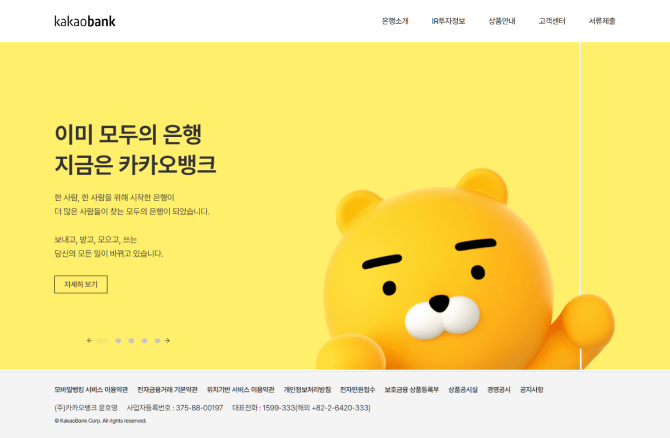 kakaobank
은행소개 IR투자정보 상품안내 고객센터 서류제출
이미 모두의 은행
지금은 카카오뱅크
한 사람, 한 사람을 위해 시작한 은행이
더 많은 사람들이 찾는 모두의 은행이 되었습니다.
보내고, 받고, 모으고, 쓰는
당신의 모든 일이 바뀌고 있습니다.
자세히 보기
모바일뱅킹 서비스 이용약관 전자금융거래 기본약관 위치기반 서비스 이용약관 개인정보처리방침 전자민원접수 보호금융 상품등록부 상품공시실 경영공시 공지사항
(주)카카오뱅크 윤호영 사업자등록번호 : 375-88-00197 대표전화 : 1599-333(해외 +82-2-6420-333)
© KakaoBank Corp. All rights reserved.